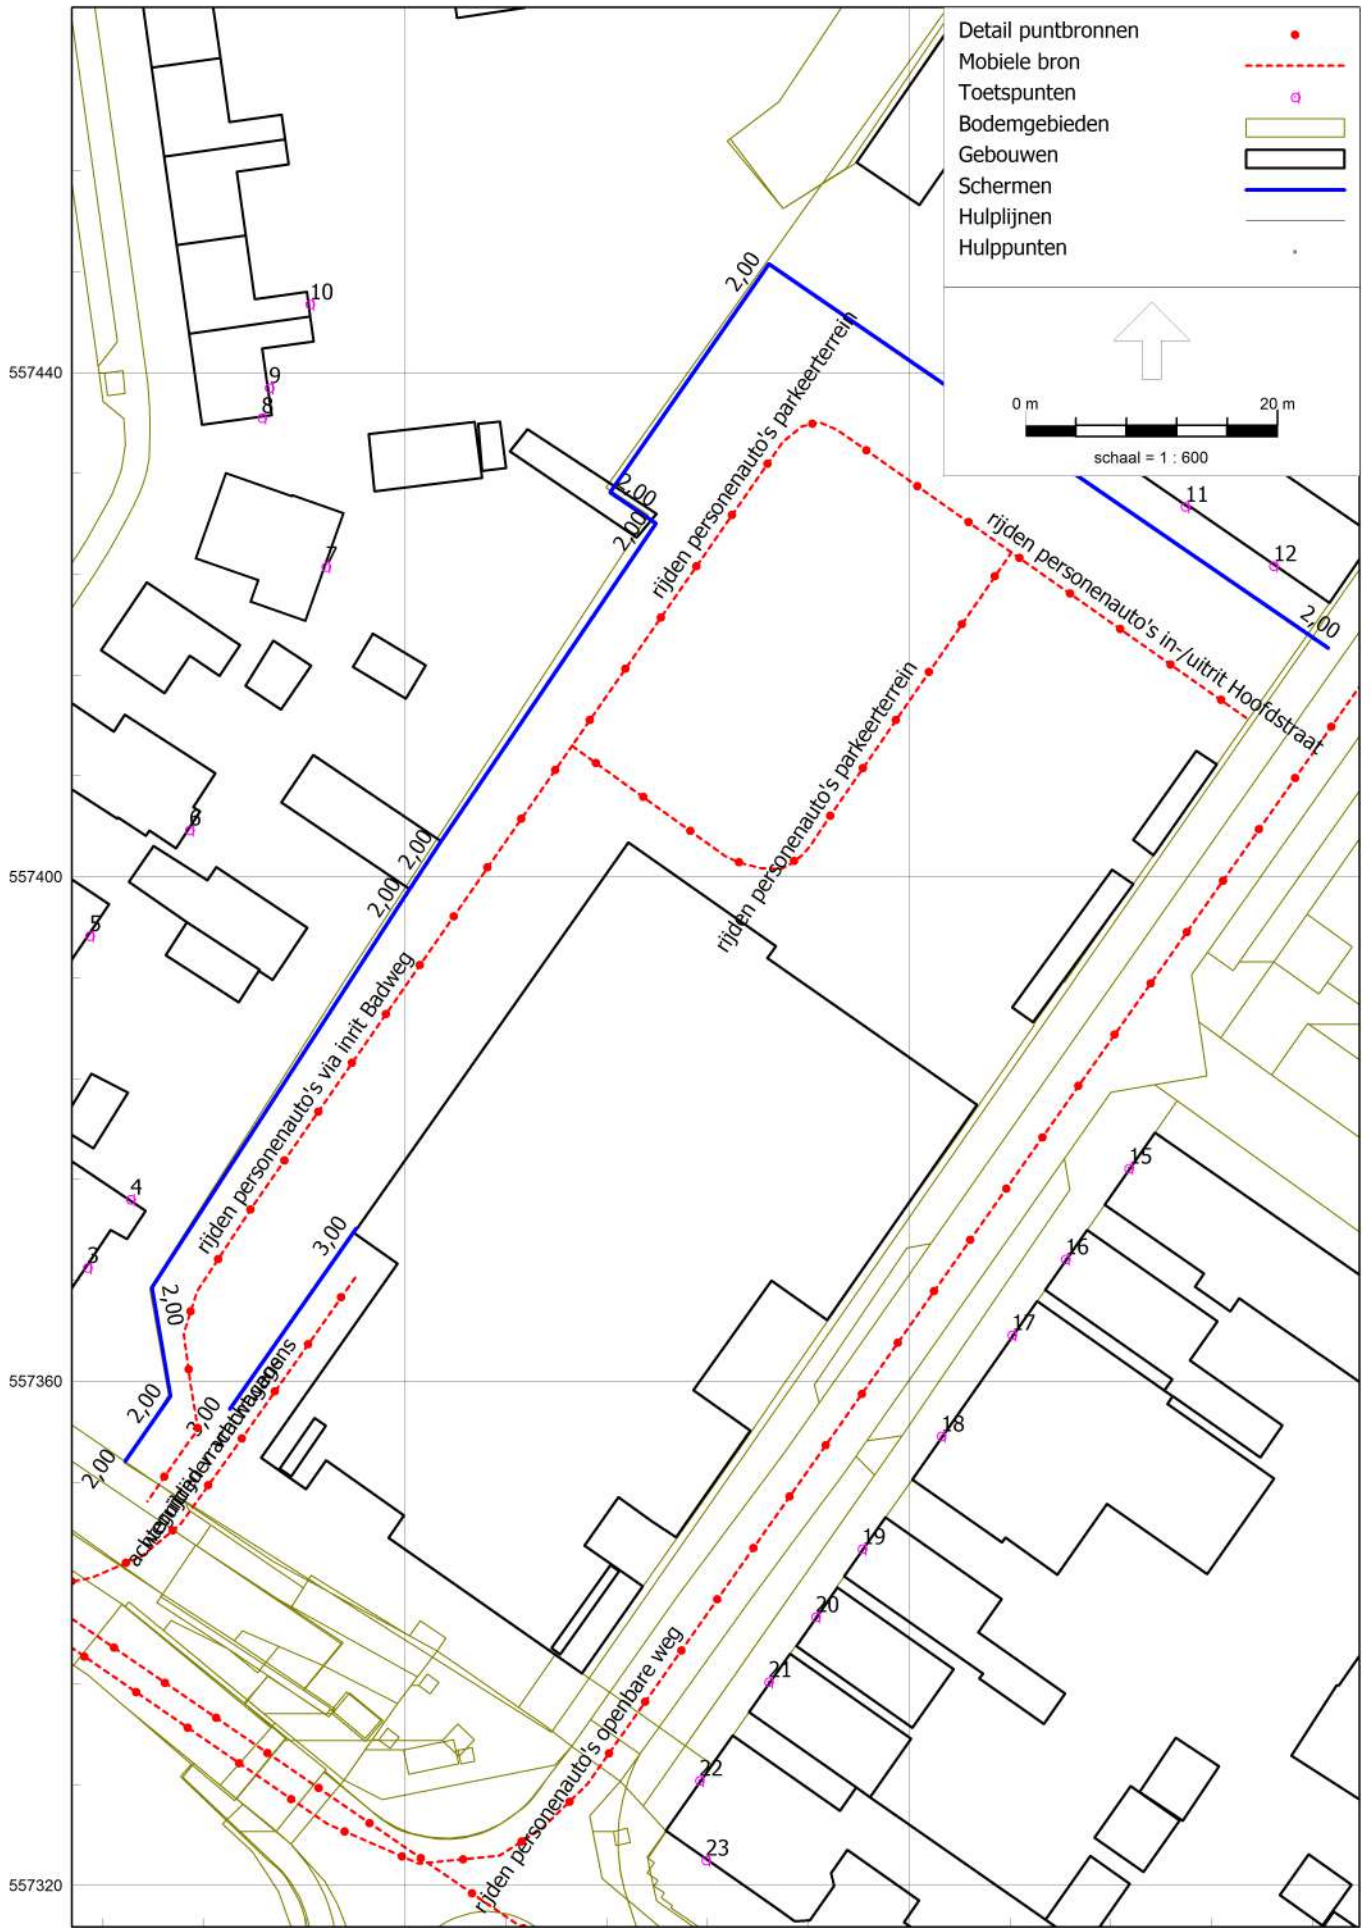 Detail puntbronnen
Mobiele bron
Toetspunten
Bodemgebieden
Gebouwen
Schermen
Hulplijnen
Hulppunten
0 m
20 m
schaal = 1 : 600
2,00
10
557440
9
8
rijden personenauto's parkeerterrein
2,00
11
rijden personenauto's in-/uitrit Hoofdstraat
2,00
7
12
2,00
rijden personenauto's parkeerterrein
6
2,00
557400
2,00
5
rijden personenauto's via inrit Badweg
15
4
3,00
16
3
2,00
17
557360
2,00
3,00
18
2,00
19
20
rijden personenauto's openbare weg
21
22
23
557320